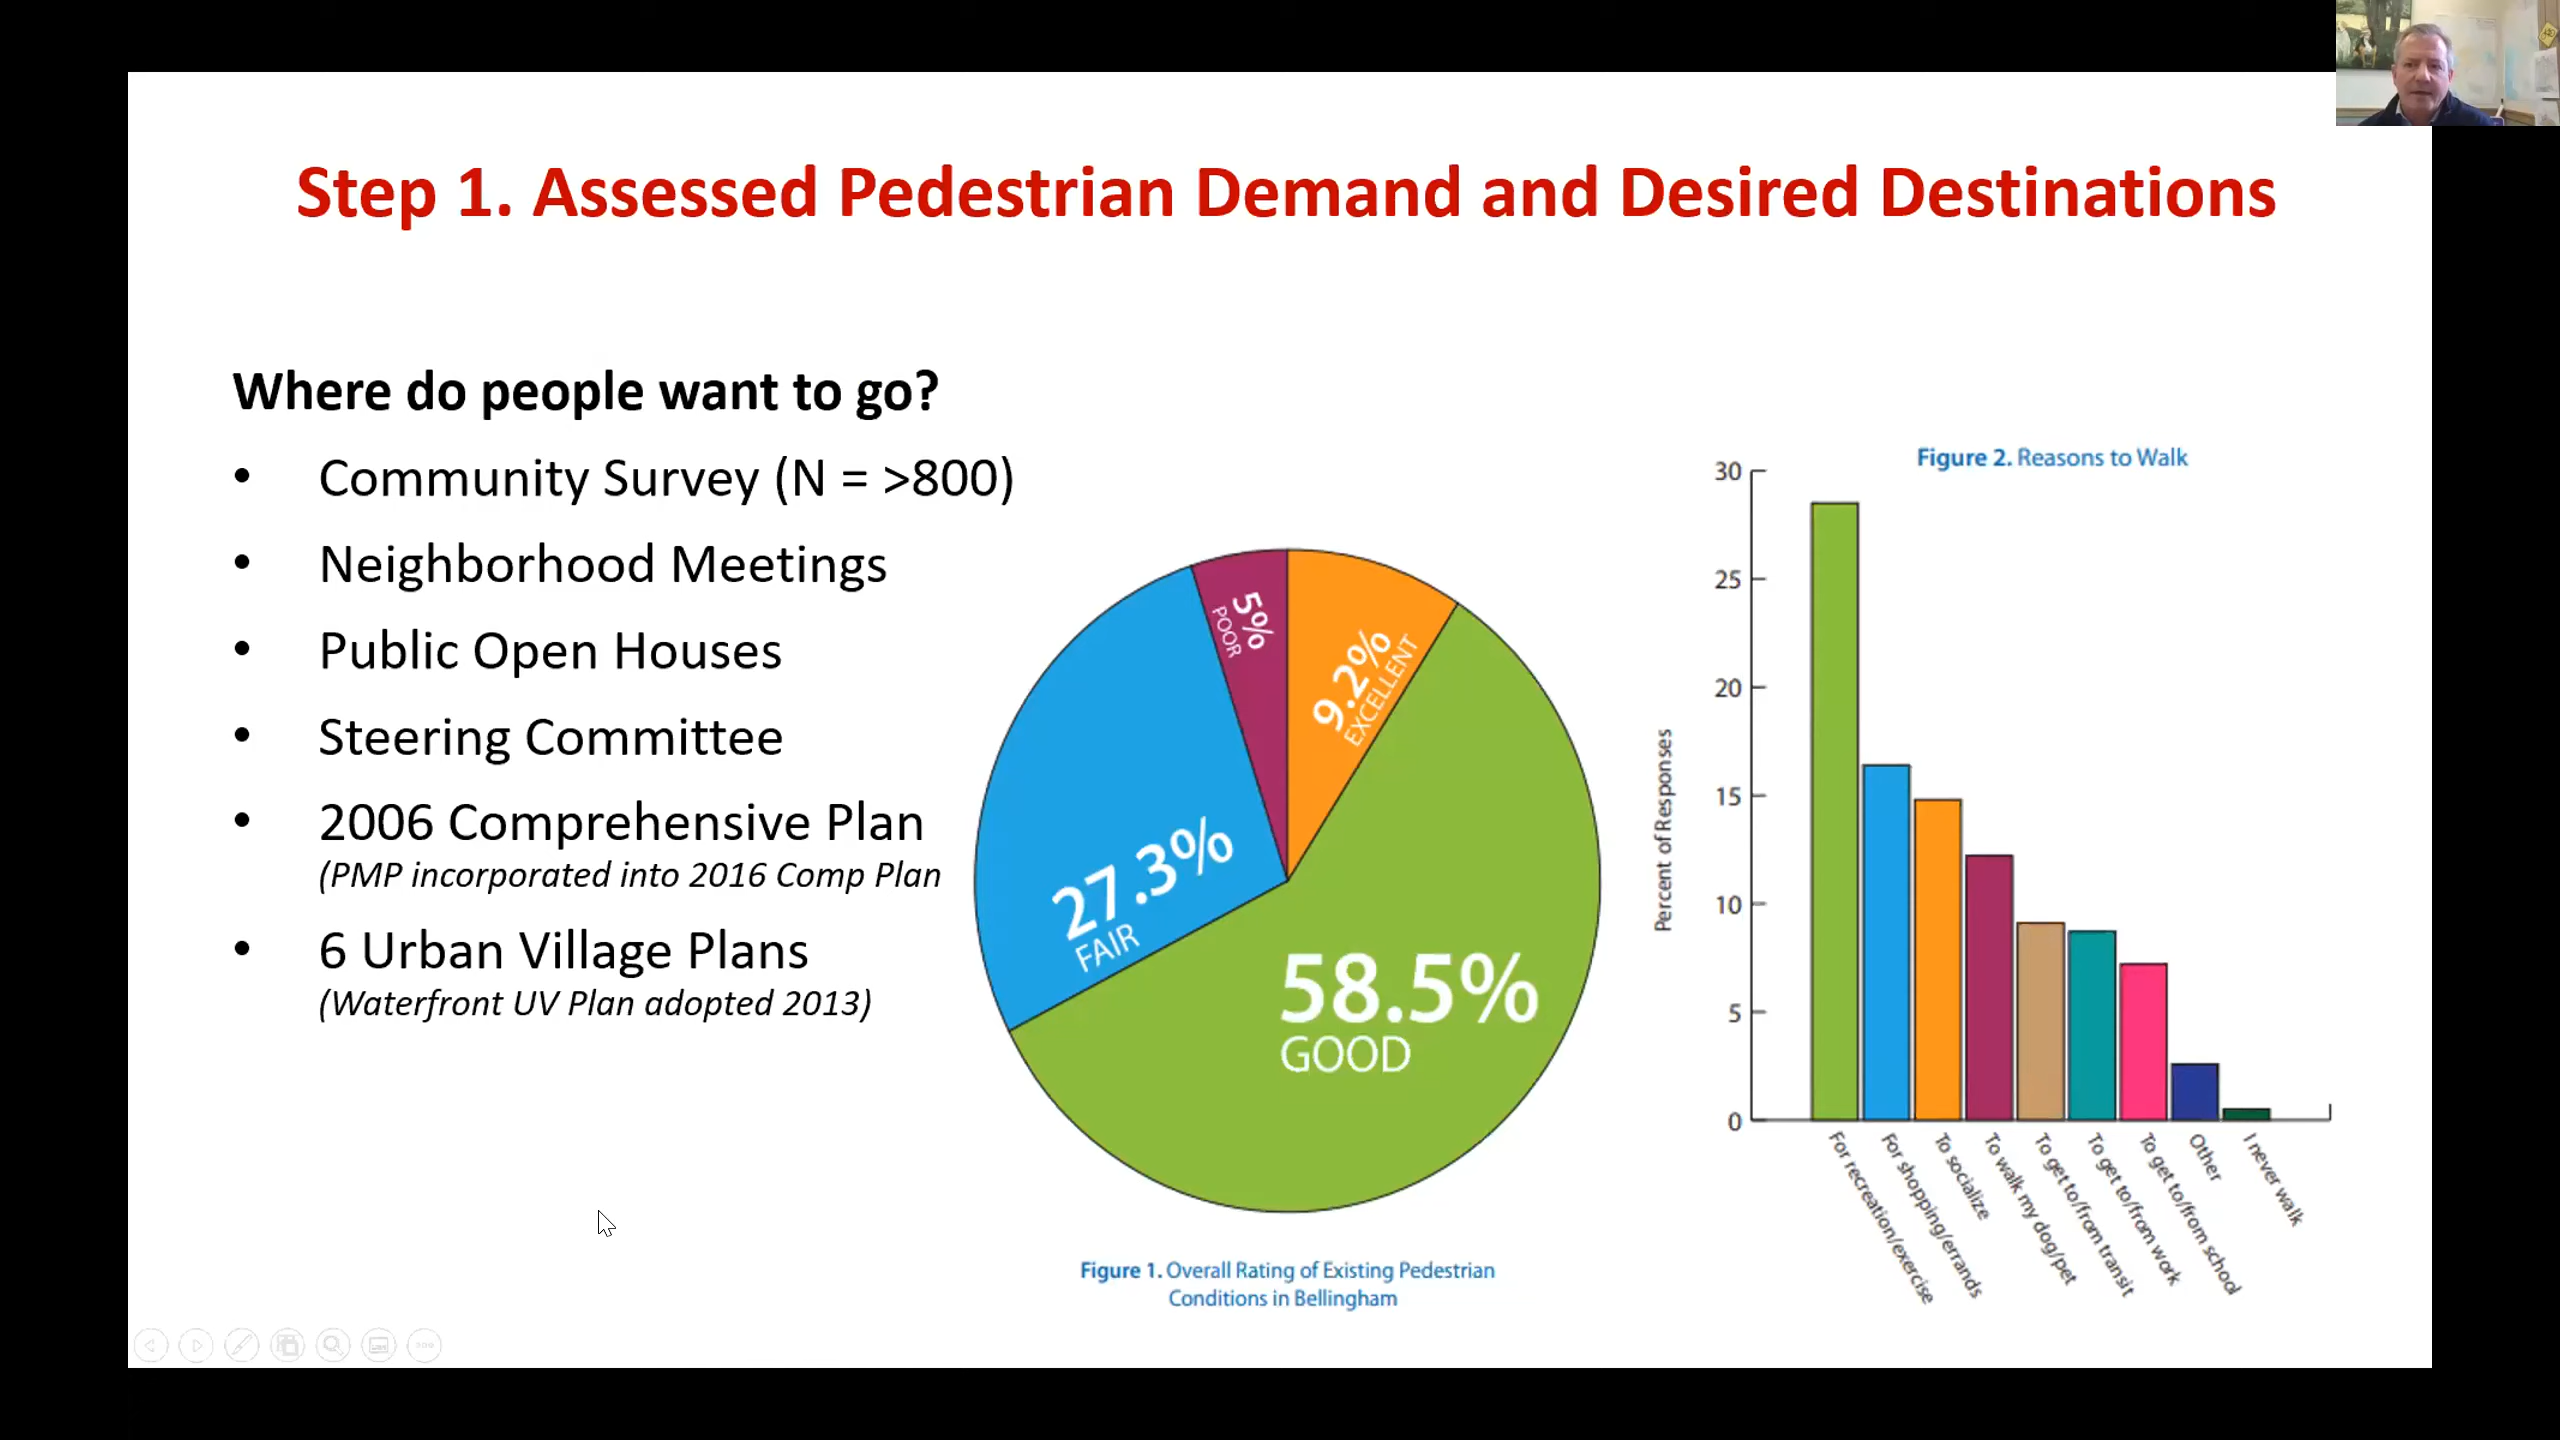 Step 1. Assessed Pedestrian Demand and Desired Destinations
Where do people want to go?
• Community Survey (N = >800)
• Neighborhood Meetings
• Public Open Houses
• Steering Committee
• 2006 Comprehensive Plan
(PMP incorporated into 2016 Comp Plan
• 6 Urban Village Plans
(Waterfront UV Plan adopted 2013)
5%
POOR
9.2%
EXCELLENT
27.3%
FAIR
58.5%
GOOD
Figure 1. Overall Rating of Existing Pedestrian
Conditions in Bellingham
Figure 2. Reasons to Walk
Percent of Responses
30
25
20
15
10
5
0
For recreation/exercise
For shopping/errands
To socialize
To walk my dog/pet
To get to/from transit
To get to/from work
To get to/from school
Other
I never walk